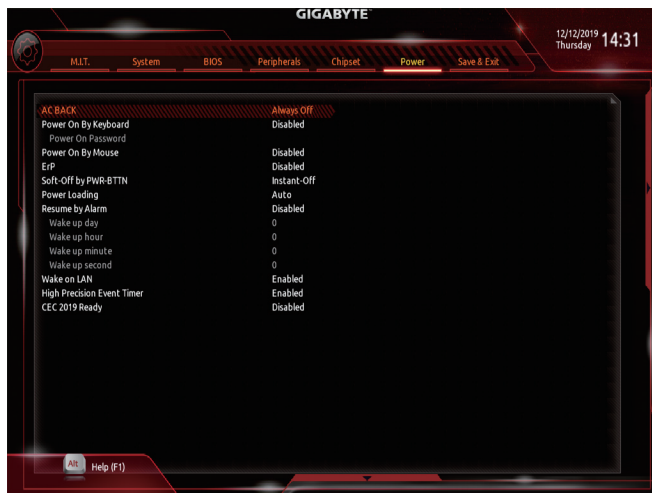 GIGABYTE™
12/12/2019 14:31
Thursday
M.I.T. System BIOS Peripherals Chipset Power Save & Exit
AC BACK Always Off
Power On By Keyboard Disabled
Power On Password
Power On By Mouse Disabled
ErP Disabled
Soft-Off by PWR-BTTN Instant-Off
Power Loading Auto
Resume by Alarm Disabled
Wake up day 0
Wake up hour 0
Wake up minute 0
Wake up second 0
Wake on LAN Enabled
High Precision Event Timer Enabled
CEC 2019 Ready Disabled
Alt Help (F1)